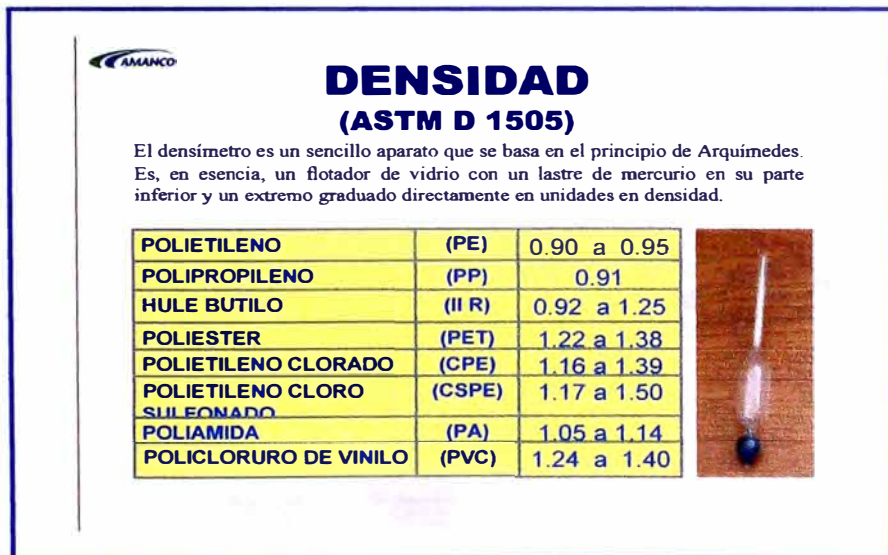 AMANCO
DENSIDAD
(ASTM D 1505)
El densímetro es un sencillo aparato que se basa en el principio de Arquímedes.
Es, en esencia, un flotador de vidrio con un lastre de mercurio en su parte
inferior y un extremo graduado directamente en unidades en densidad.
POLIETILENO (PE) 0.90 a 0.95
POLIPROPILENO (PP) 0.91
HULE BUTILO (II R) 0.92 a 1.25
POLIESTER (PET) 1.22 a 1.38
POLIETILENO CLORADO (CPE) 1.16 a 1.39
POLIETILENO CLORO (CSPE) 1.17 a 1.50
SULFONADO
POLIAMIDA (PA) 1.05 a 1.14
POLICLORURO DE VINILO (PVC) 1.24 a 1.40